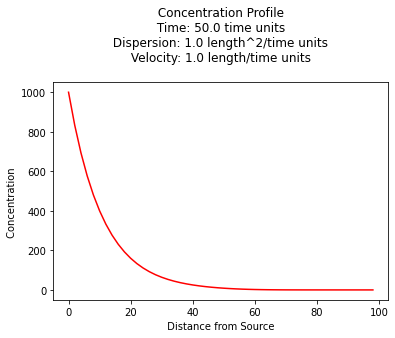 Concentration Profile
Time: 50.0 time units
Dispersion: 1.0 length^2/time units
Velocity: 1.0 length/time units
1000
800
600
400
200
0
Concentration
0 20 40 60 80 100
Distance from Source